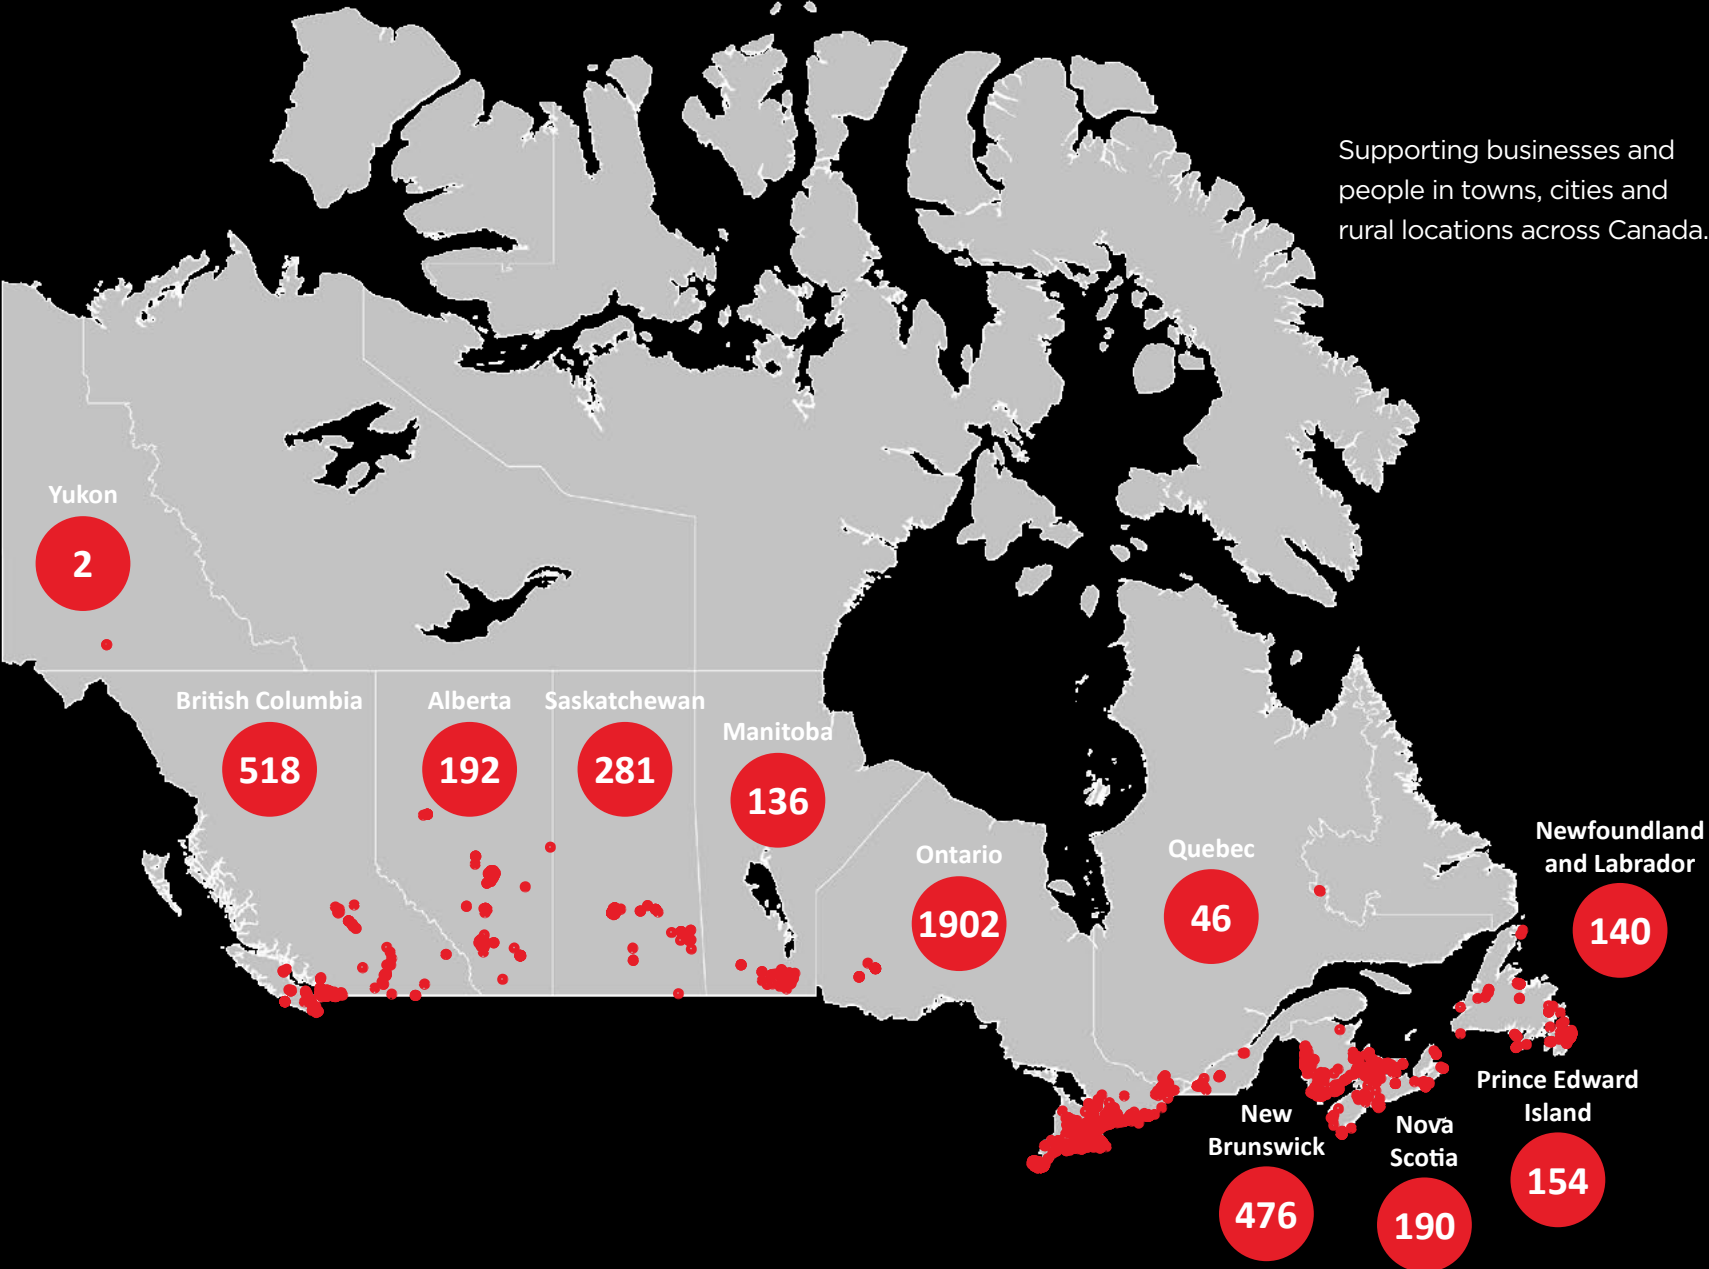 Supporting businesses and
people in towns, cities and
rural locations across Canada.
Yukon
2
British Columbia
518
Alberta
192
Saskatchewan
281
Manitoba
136
Ontario
1902
Quebec
46
Newfoundland
and Labrador
140
Prince Edward
Island
154
New
Brunswick
476
Nova
Scotia
190